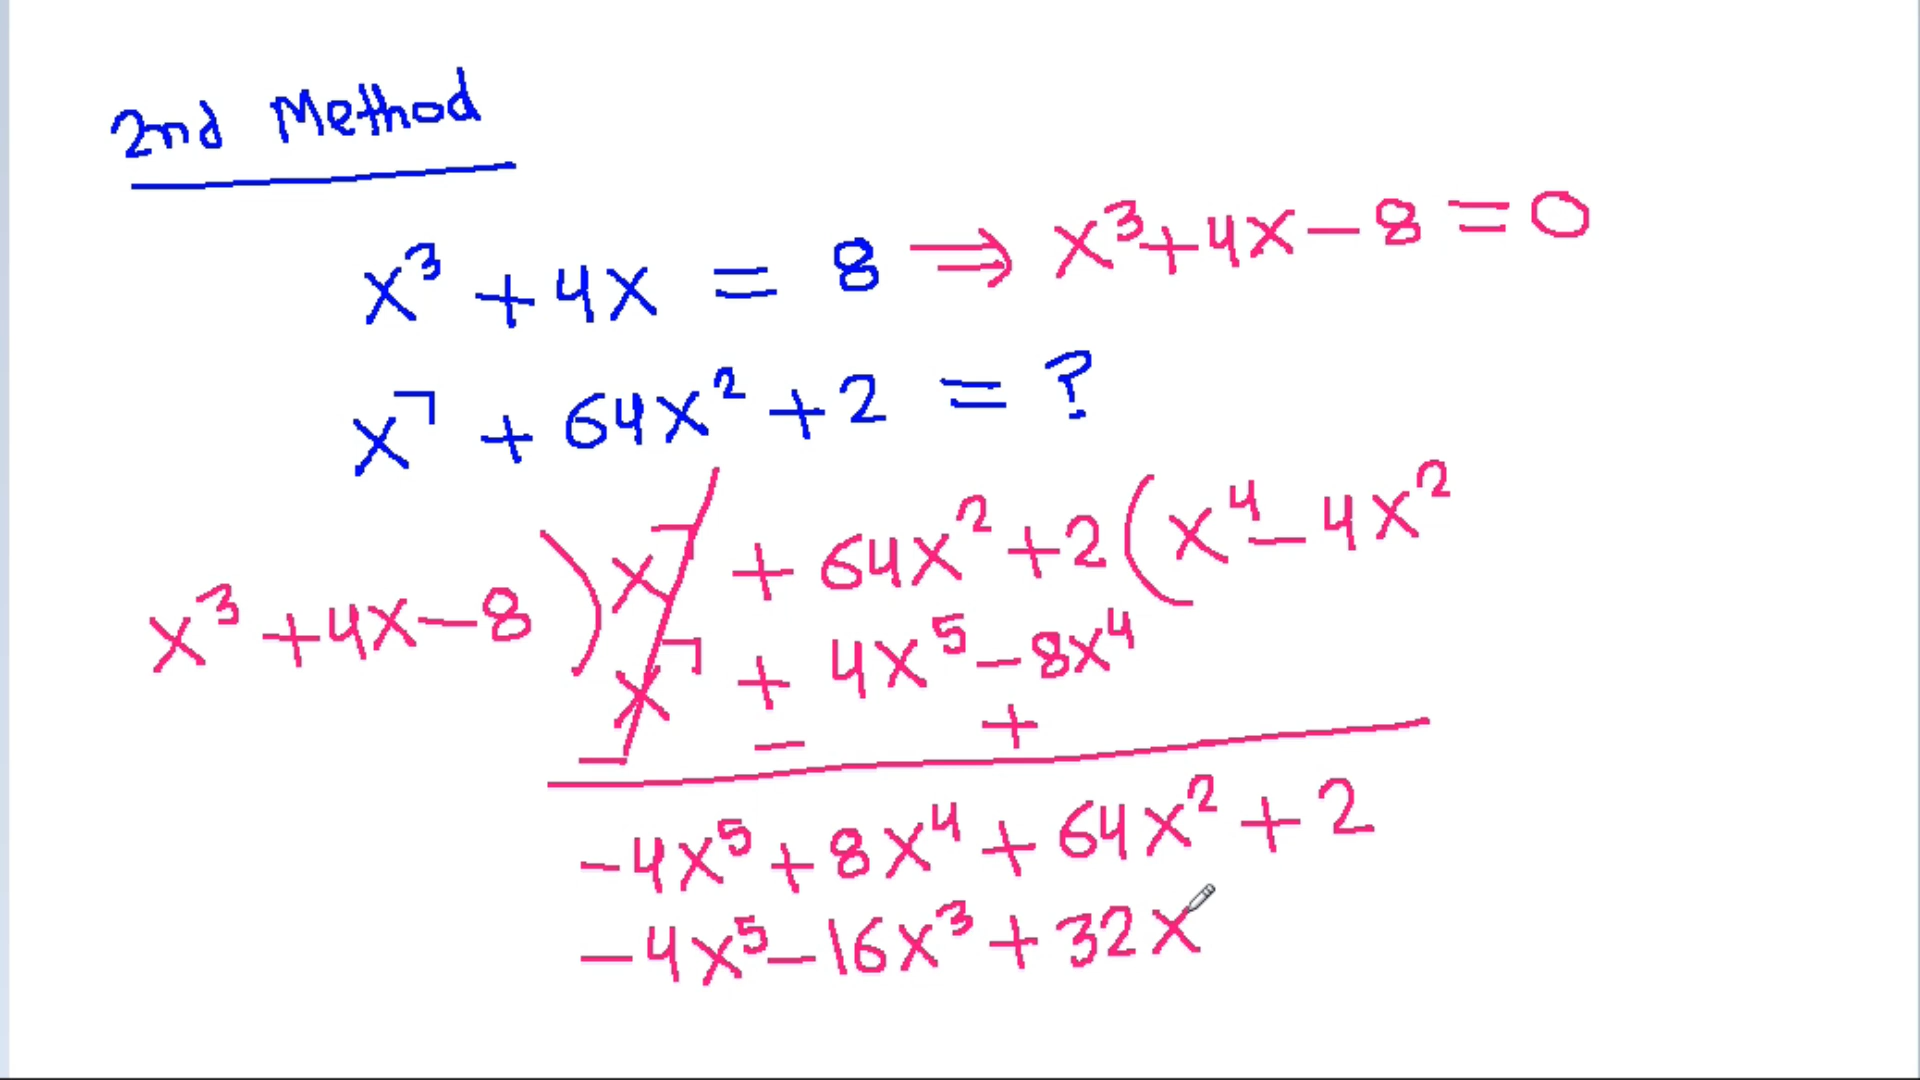 2nd Method
x³ + 4x = 8 ⇒ x³ + 4x − 8 = 0
x⁷ + 64x² + 2 = ?
x³ + 4x − 8 ) x⁷ + 64x² + 2 ( x⁴ − 4x²
x⁷ + 4x⁵ − 8x⁴
− − +
−4x⁵ + 8x⁴ + 64x² + 2
−4x⁵ − 16x³ + 32x